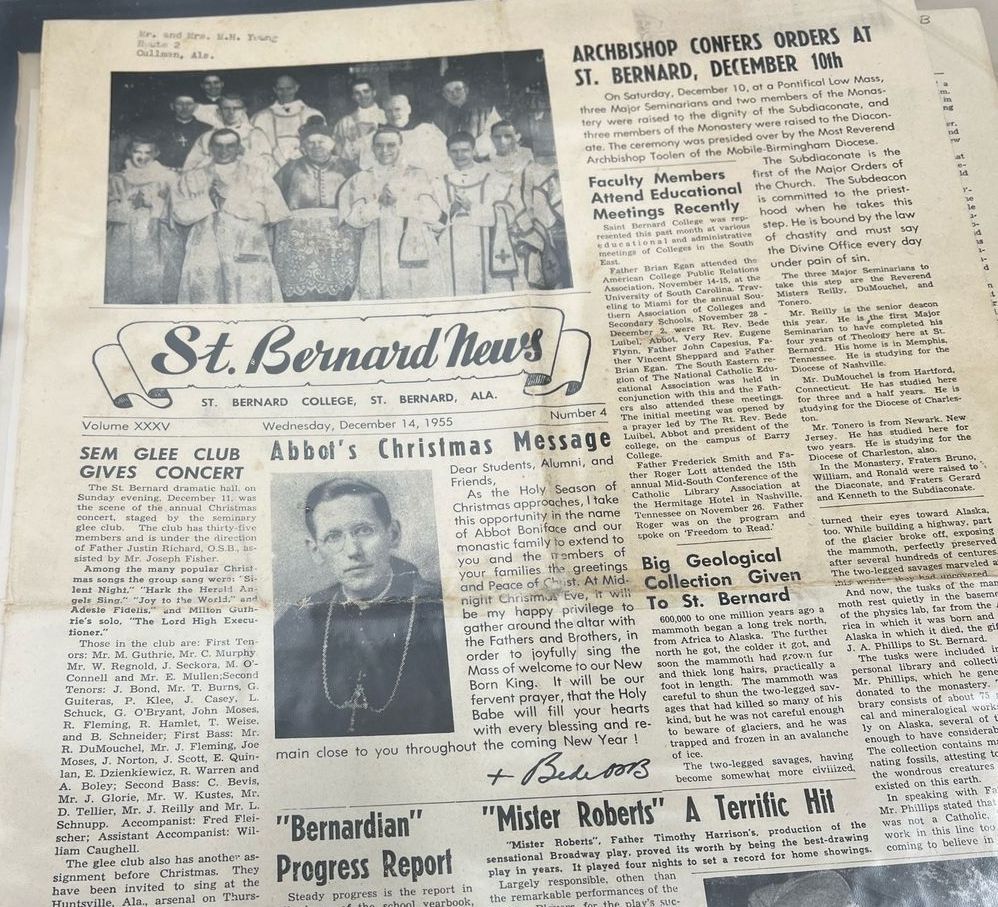 B
Mr. and Mrs. M.H. Young
Route 2
Cullman, Ala.
ARCHBISHOP CONFERS ORDERS AT
ST. BERNARD, DECEMBER 10th
On Saturday, December 10, at a Pontifical Low Mass,
three Major Seminarians and two members of the Monas-
tery were raised to the dignity of the Subdiaconate, and
three members of the Monastery were raised to the Diacon-
ate. The ceremony was presided over by the Most Reverend
Archbishop Toolen of the Mobile-Birmingham Diocese.
The Subdiaconate is the
first of the Major Orders of
the Church. The Subdeacon
is committed to the priest-
hood when he takes this
step. He is bound by the law
of chastity and must say
the Divine Office every day
under pain of sin.
The three Major Seminarians to
take this step are the Reverend
Misters Reilly, DuMouchel, and
Tonero.
Mr. Reilly is the senior deacon
this year. He is the first Major
Seminarian to have completed his
four years of Theology here at St.
Bernard. His home is in Memphis,
Tennessee. He is studying for the
Diocese of Nashville.
Mr. DuMouchel is from Hartford,
Connecticut. He has studied here
for three and a half years. He is
studying for the Diocese of Charles-
ton.
Mr. Tonero is from Newark, New
Jersey. He has studied here for
two years. He is studying for the
Diocese of Charleston, also.
In the Monastery, Fraters Bruno,
William, and Ronald were raised to
the Diaconate, and Fraters Gerard
and Kenneth to the Subdiaconate.
Faculty Members
Attend Educational
Meetings Recently
Saint Bernard College was rep-
resented this past month at various
educational and administrative
meetings of Colleges in the South
East.
Father Brian Egan attended the
American College Public Relations
Association, November 14-15, at the
University of South Carolina. Trav-
eling to Miami for the annual Sou-
thern Association of Colleges and
Secondary Schools, November 28 -
December 2, were Rt. Rev. Bede
Luibel, Abbot, Very Rev. Eugene
Flynn, Father John Capesius, Fa-
ther Vincent Sheppard and Father
Brian Egan. The South Eastern re-
gion of The National Catholic Edu-
cational Association was held in
conjunction with this and the Fath-
ers also attended these meetings.
The initial meeting was opened by
a prayer led by The Rt. Rev. Bede
Luibel, Abbot and president of the
college, on the campus of Barry
College.
Father Frederick Smith and Fa-
ther Roger Lott attended the 15th
annual Mid-South Conference of the
Catholic Library Association at
the Hermitage Hotel in Nashville,
Tennessee on November 26. Father
Roger was on the program and
spoke on 'Freedom to Read.'
St. Bernard News
ST. BERNARD COLLEGE, ST. BERNARD, ALA.
Volume XXXV Wednesday, December 14, 1955 Number 4
SEM GLEE CLUB
GIVES CONCERT
The St. Bernard dramatic hall, on
Sunday evening, December 11, was
the scene of the annual Christmas
concert, staged by the seminary
glee club. The club has thirty-five
members and is under the direction
of Father Justin Richard, O.S.B., as-
sisted by Mr. Joseph Fisher.
Among the many popular Christ-
mas songs the group sang were: "Si-
lent Night," "Hark the Herald An-
gels Sing," "Joy to the World," and
Adeste Fidelis," and Milton Guth-
rie's solo, "The Lord High Execu-
tioner."
Those in the club are: First Ten-
ors: Mr. M. Guthrie, Mr. C. Murphy
Mr. W. Regnold, J. Seckora, M. O'-
Connell and Mr. E. Mullen;Second
Tenors: J. Bond, Mr. T. Burns, G.
Guiteras, P. Klee, J. Casey, L.
Schuck, G. O'Bryant, John Moses,
R. Fleming, R. Hamlet, T. Weise,
and B. Schneider; First Bass: Mr.
R. DuMouchel, Mr. J. Fleming, Joe
Moses, J. Norton, J. Scott, E. Quin-
lan, E. Dzienkiewicz, R. Warren and
A. Boley; Second Bass: C. Bevis,
Mr. J. Glorie, Mr. W. Kustes, Mr.
D. Tellier, Mr. J. Reilly and Mr. L.
Schnupp. Accompanist: Fred Flei-
scher; Assistant Accompanist: Wil-
liam Caughell.
The glee club also has another as-
signment before Christmas. They
have been invited to sing at the
Huntsville, Ala., arsenal on Thurs-
Abbot's Christmas Message
Dear Students, Alumni, and
Friends,
As the Holy Season of
Christmas approaches, I take
this opportunity in the name
of Abbot Boniface and our
monastic family to extend to
you and the members of
your families the greetings
and Peace of Christ. At Mid-
night Christmas Eve, it will
be my happy privilege to
gather around the altar with
the Fathers and Brothers, in
order to joyfully sing the
Mass of welcome to our New
Born King. It will be our
fervent prayer, that the Holy
Babe will fill your hearts
with every blessing and re-
main close to you throughout the coming New Year !
+ Bede OSB
Big Geological
Collection Given
To St. Bernard
600,000 to one million years ago a
mammoth began a long trek north,
from Africa to Alaska. The further
north he got, the colder it got, and
soon the mammoth had grown fur
and thick long hairs, practically a
foot in length. The mammoth was
careful to shun the two-legged sav-
ages that had killed so many of his
kind, but he was not careful enough
to beware of glaciers, and he was
trapped and frozen in an avalanche
of ice.
The two-legged savages, having
become somewhat more civilized,
turned their eyes toward Alaska,
too. While building a highway, part
of the glacier broke off, exposing
the mammoth, perfectly preserved
after several hundreds of centuries
The two-legged savages marveled a
this wonder they had uncovered
And now, the tusks of the mam
moth rest quietly in the basem
of the physics lab, far from the A
rica in which it was born and
Alaska in which it died, the gif
J. A. Phillips to St. Bernard.
The tusks were included i
personal library and collecti
Mr. Phillips, which he gene
donated to the monastery.
brary consists of about 75
cal and mineralogical work
ly on Alaska, several of t
enough to have considerab
The collection contains mi
nating fossils, attesting to
the wondrous creatures
existed on this earth.
In speaking with Fa
Mr. Phillips stated that
was not a Catholic,
work in this line too
coming to believe in
"Bernardian"
Progress Report
Steady progress is the report in
of the school yearbook,
"Mister Roberts" A Terrific Hit
"Mister Roberts", Father Timothy Harrison's, production of the
sensational Broadway play, proved its worth by being the best-drawing
play in years. It played four nights to set a record for home showings.
Largely responsible, often than
the remarkable performances of the
for the play's suc-